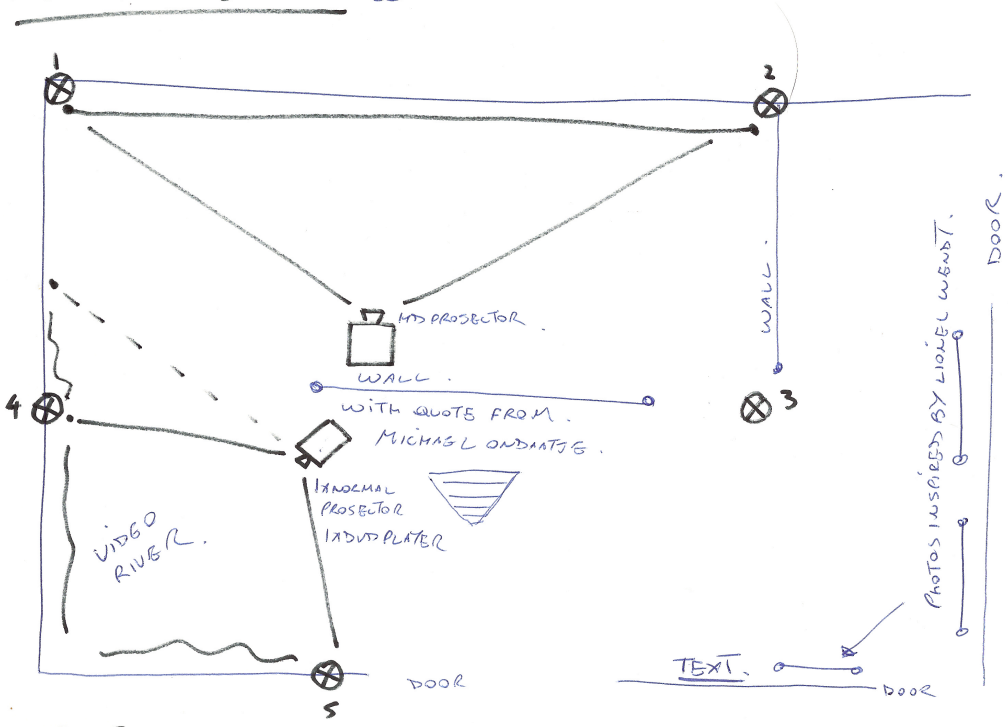 1
2
HD PROJECTOR.
WALL.
WALL.
WITH QUOTE FROM.
MICHAEL ONDAATJE.
3
4
1X NORMAL
PROJECTOR
1X DVD PLAYER
VIDEO
RIVER.
PHOTOS INSPIRED BY LIONEL WENDT.
DOOR.
TEXT.
DOOR
DOOR
5